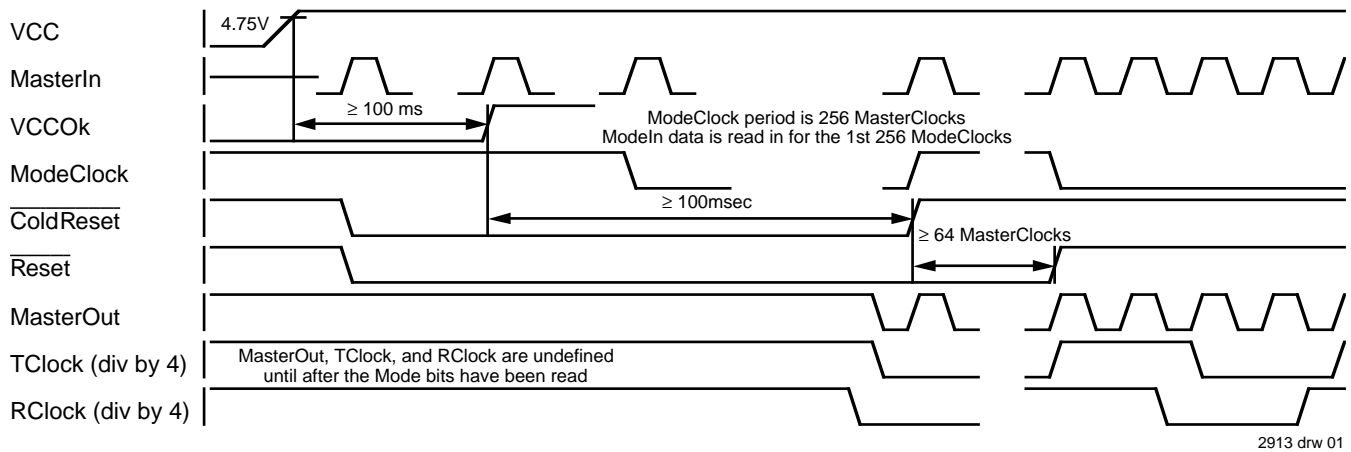 VCC
4.75V
MasterIn
VCCOk
≥ 100 ms
ModeClock period is 256 MasterClocks
ModeIn data is read in for the 1st 256 ModeClocks
ModeClock
ColdReset
≥ 100msec
Reset
≥ 64 MasterClocks
MasterOut
TClock (div by 4)
MasterOut, TClock, and RClock are undefined
until after the Mode bits have been read
RClock (div by 4)
2913 drw 01